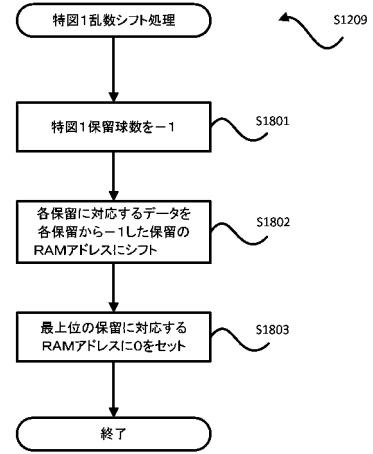 特図１乱数シフト処理
S1209
特図１保留球数を－１
S1801
各保留に対応するデータを
各保留から－１した保留の
ＲＡＭアドレスにシフト
S1802
最上位の保留に対応する
ＲＡＭアドレスに０をセット
S1803
終了